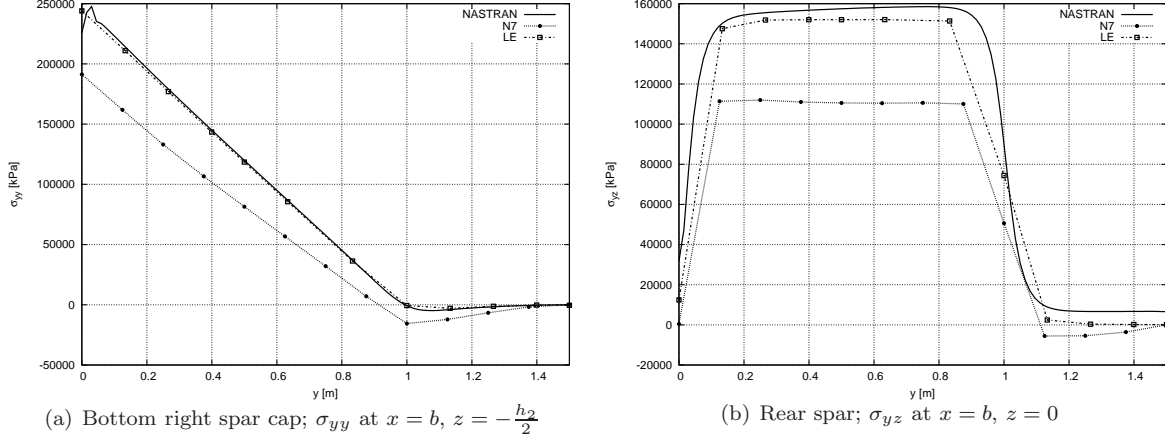 250000
200000
150000
100000
50000
0
-50000
0 0.2 0.4 0.6 0.8 1 1.2 1.4
σyy [kPa]
y [m]
NASTRAN
N7
LE
(a) Bottom right spar cap; σyy at x = b, z = −h2/2
160000
140000
120000
100000
80000
60000
40000
20000
0
-20000
0 0.2 0.4 0.6 0.8 1 1.2 1.4
σyz [kPa]
y [m]
NASTRAN
N7
LE
(b) Rear spar; σyz at x = b, z = 0